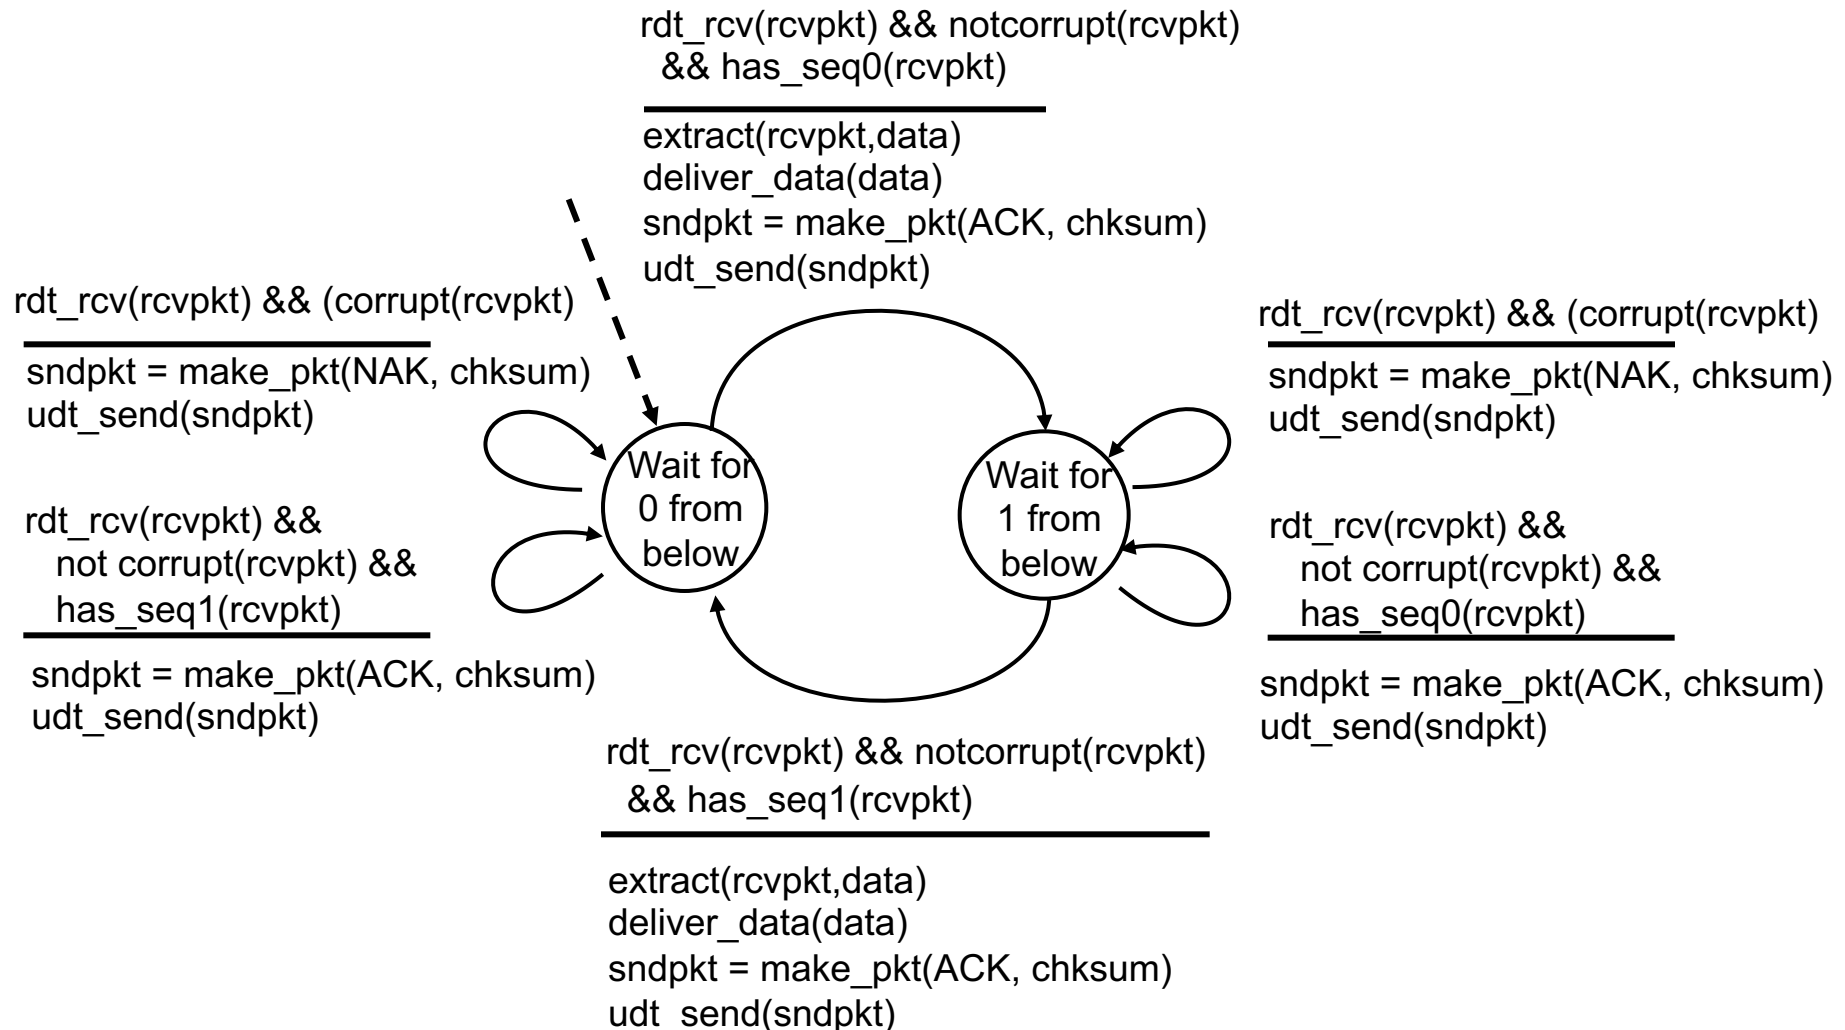 rdt_rcv(rcvpkt) && notcorrupt(rcvpkt)
&& has_seq0(rcvpkt)
extract(rcvpkt,data)
deliver_data(data)
sndpkt = make_pkt(ACK, chksum)
udt_send(sndpkt)
rdt_rcv(rcvpkt) && (corrupt(rcvpkt)
sndpkt = make_pkt(NAK, chksum)
udt_send(sndpkt)
rdt_rcv(rcvpkt) &&
not corrupt(rcvpkt) &&
has_seq1(rcvpkt)
sndpkt = make_pkt(ACK, chksum)
udt_send(sndpkt)
Wait for
0 from
below
Wait for
1 from
below
rdt_rcv(rcvpkt) && (corrupt(rcvpkt)
sndpkt = make_pkt(NAK, chksum)
udt_send(sndpkt)
rdt_rcv(rcvpkt) &&
not corrupt(rcvpkt) &&
has_seq0(rcvpkt)
sndpkt = make_pkt(ACK, chksum)
udt_send(sndpkt)
rdt_rcv(rcvpkt) && notcorrupt(rcvpkt)
&& has_seq1(rcvpkt)
extract(rcvpkt,data)
deliver_data(data)
sndpkt = make_pkt(ACK, chksum)
udt_send(sndpkt)